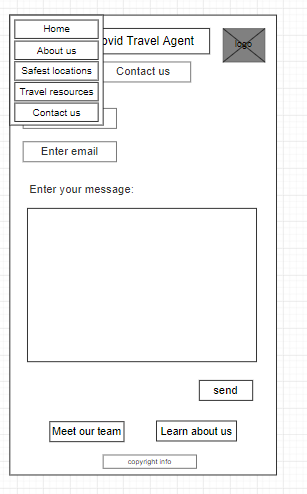 Home
ovid Travel Agent
logo
About us
Safest locations
Contact us
Travel resources
Contact us
Enter email
Enter your message:
send
Meet our team
Learn about us
copyright info